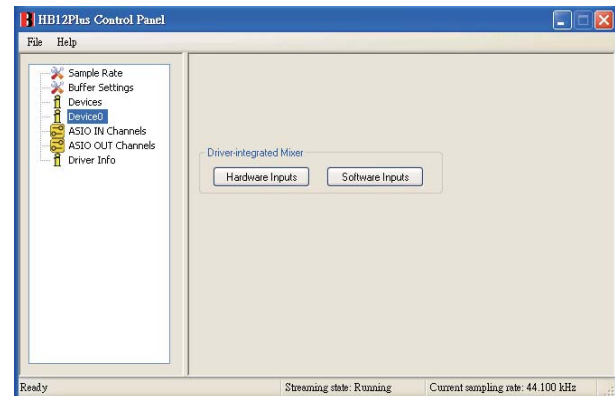 HB12Plus Control Panel
File Help
Sample Rate
Buffer Settings
Devices
Device0
ASIO IN Channels
ASIO OUT Channels
Driver Info
Driver-integrated Mixer
Hardware Inputs Software Inputs
Ready Streaming state: Running Current sampling rate: 44.100 kHz